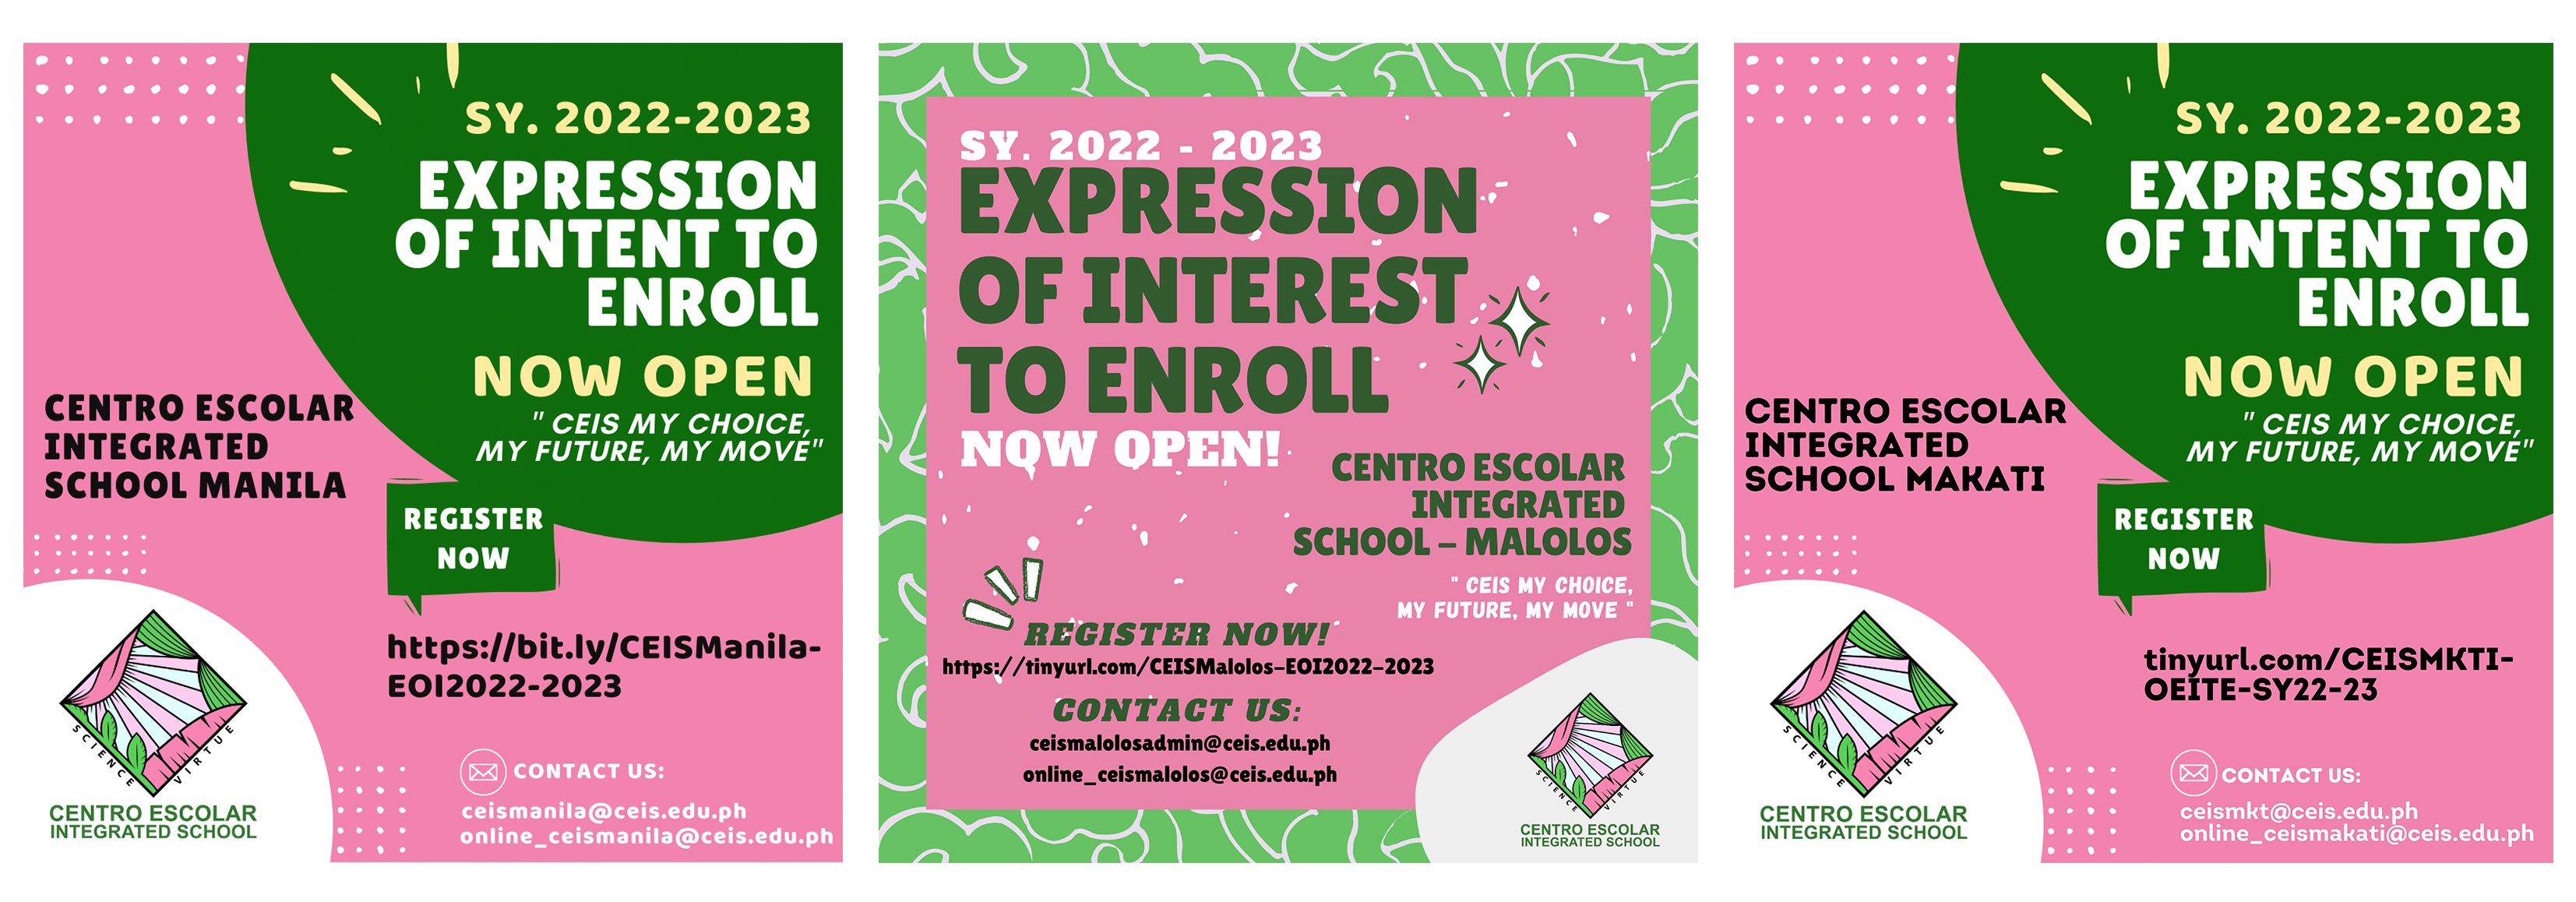 SY. 2022-2023
EXPRESSION
OF INTENT TO
ENROLL
NOW OPEN
" CEIS MY CHOICE,
MY FUTURE, MY MOVE"
CENTRO ESCOLAR
INTEGRATED
SCHOOL MANILA
REGISTER
NOW
https://bit.ly/CEISManila-
EOI2022-2023
SCIENCE VIRTUE
CENTRO ESCOLAR
INTEGRATED SCHOOL
CONTACT US:
ceismanila@ceis.edu.ph
online_ceismanila@ceis.edu.ph
SY. 2022 - 2023
EXPRESSION
OF INTEREST
TO ENROLL
NOW OPEN!
CENTRO ESCOLAR
INTEGRATED
SCHOOL – MALOLOS
" CEIS MY CHOICE,
MY FUTURE, MY MOVE "
REGISTER NOW!
https://tinyurl.com/CEISMalolos-EOI2022-2023
CONTACT US:
ceismalolosadmin@ceis.edu.ph
online_ceismalolos@ceis.edu.ph
SCIENCE VIRTUE
CENTRO ESCOLAR
INTEGRATED SCHOOL
SY. 2022-2023
EXPRESSION
OF INTENT TO
ENROLL
NOW OPEN
" CEIS MY CHOICE,
MY FUTURE, MY MOVE"
CENTRO ESCOLAR
INTEGRATED
SCHOOL MAKATI
REGISTER
NOW
tinyurl.com/CEISMKTI-
OEITE-SY22-23
SCIENCE VIRTUE
CENTRO ESCOLAR
INTEGRATED SCHOOL
CONTACT US:
ceismkt@ceis.edu.ph
online_ceismakati@ceis.edu.ph